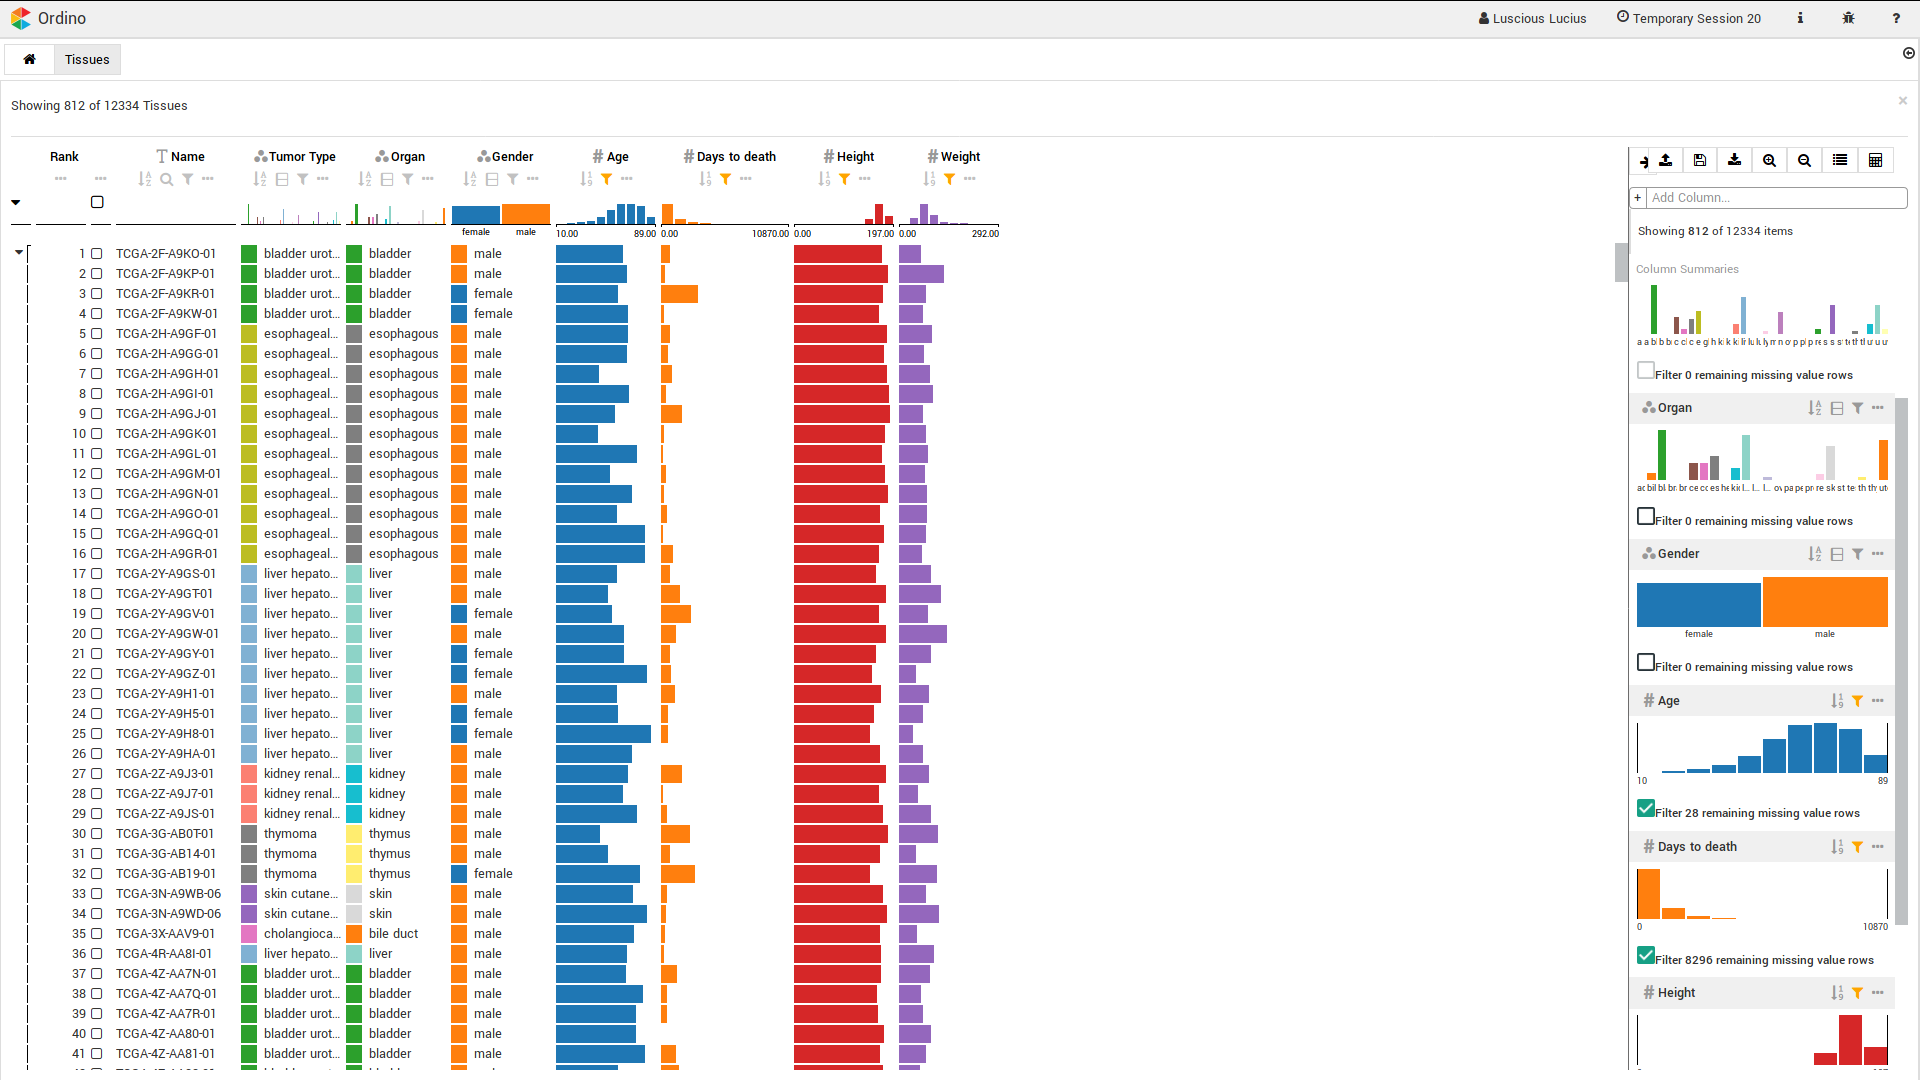 Ordino
Luscious Lucius
Temporary Session 20
Tissues
Showing 812 of 12334 Tissues
Rank Name Tumor Type Organ Gender Age Days to death Height Weight
female male 10.00 89.00 0.00 10870.00 0.00 197.00 0.00 292.00
1 TCGA-2F-A9KO-01 bladder urot... bladder male
2 TCGA-2F-A9KP-01 bladder urot... bladder male
3 TCGA-2F-A9KR-01 bladder urot... bladder female
4 TCGA-2F-A9KW-01 bladder urot... bladder female
5 TCGA-2H-A9GF-01 esophageal... esophagous male
6 TCGA-2H-A9GG-01 esophageal... esophagous male
7 TCGA-2H-A9GH-01 esophageal... esophagous male
8 TCGA-2H-A9GI-01 esophageal... esophagous male
9 TCGA-2H-A9GJ-01 esophageal... esophagous male
10 TCGA-2H-A9GK-01 esophageal... esophagous male
11 TCGA-2H-A9GL-01 esophageal... esophagous male
12 TCGA-2H-A9GM-01 esophageal... esophagous male
13 TCGA-2H-A9GN-01 esophageal... esophagous male
14 TCGA-2H-A9GO-01 esophageal... esophagous male
15 TCGA-2H-A9GQ-01 esophageal... esophagous male
16 TCGA-2H-A9GR-01 esophageal... esophagous male
17 TCGA-2Y-A9GS-01 liver hepato... liver male
18 TCGA-2Y-A9GT-01 liver hepato... liver male
19 TCGA-2Y-A9GV-01 liver hepato... liver female
20 TCGA-2Y-A9GW-01 liver hepato... liver male
21 TCGA-2Y-A9GY-01 liver hepato... liver female
22 TCGA-2Y-A9GZ-01 liver hepato... liver female
23 TCGA-2Y-A9H1-01 liver hepato... liver male
24 TCGA-2Y-A9H5-01 liver hepato... liver female
25 TCGA-2Y-A9H8-01 liver hepato... liver female
26 TCGA-2Y-A9HA-01 liver hepato... liver male
27 TCGA-2Z-A9J3-01 kidney renal... kidney male
28 TCGA-2Z-A9J7-01 kidney renal... kidney male
29 TCGA-2Z-A9JS-01 kidney renal... kidney male
30 TCGA-3G-AB0T-01 thymoma thymus male
31 TCGA-3G-AB14-01 thymoma thymus male
32 TCGA-3G-AB19-01 thymoma thymus female
33 TCGA-3N-A9WB-06 skin cutane... skin male
34 TCGA-3N-A9WD-06 skin cutane... skin male
35 TCGA-3X-AAV9-01 cholangioca... bile duct male
36 TCGA-4R-AA8I-01 liver hepato... liver male
37 TCGA-4Z-AA7N-01 bladder urot... bladder male
38 TCGA-4Z-AA7Q-01 bladder urot... bladder male
39 TCGA-4Z-AA7R-01 bladder urot... bladder male
40 TCGA-4Z-AA80-01 bladder urot... bladder male
41 TCGA-4Z-AA81-01 bladder urot... bladder male
Add Column...
Showing 812 of 12334 items
Column Summaries
Filter 0 remaining missing value rows
Organ
Filter 0 remaining missing value rows
Gender
female male
Filter 0 remaining missing value rows
Age
10 89
Filter 28 remaining missing value rows
Days to death
0 10870
Filter 8296 remaining missing value rows
Height